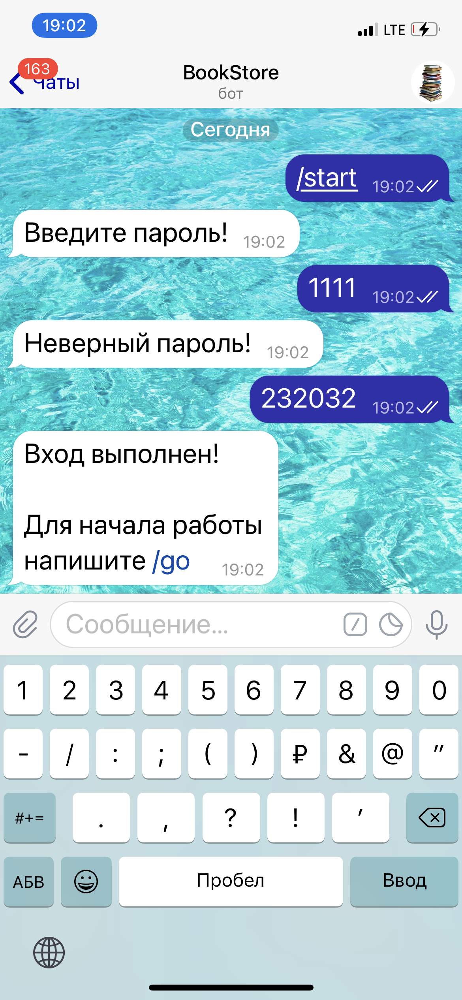 19:02
LTE
163
Чаты
BookStore
бот
Сегодня
/start 19:02
Введите пароль! 19:02
1111 19:02
Неверный пароль! 19:02
232032 19:02
Вход выполнен!
Для начала работы
напишите /go 19:02
Сообщение...
1 2 3 4 5 6 7 8 9 0
- / : ; ( ) ₽ & @ "
#+= . , ? ! '
АБВ Пробел Ввод